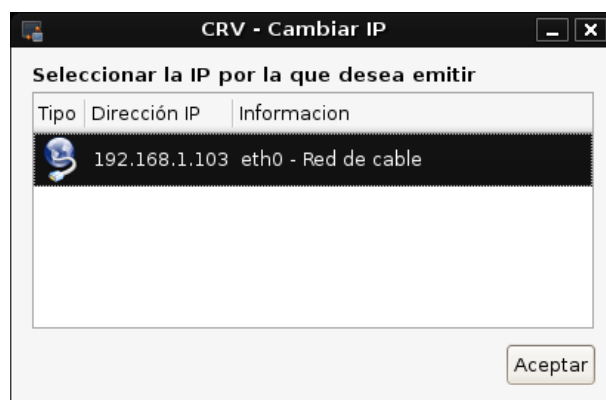 CRV - Cambiar IP
Seleccionar la IP por la que desea emitir
Tipo Dirección IP Informacion
192.168.1.103 eth0 - Red de cable
Aceptar